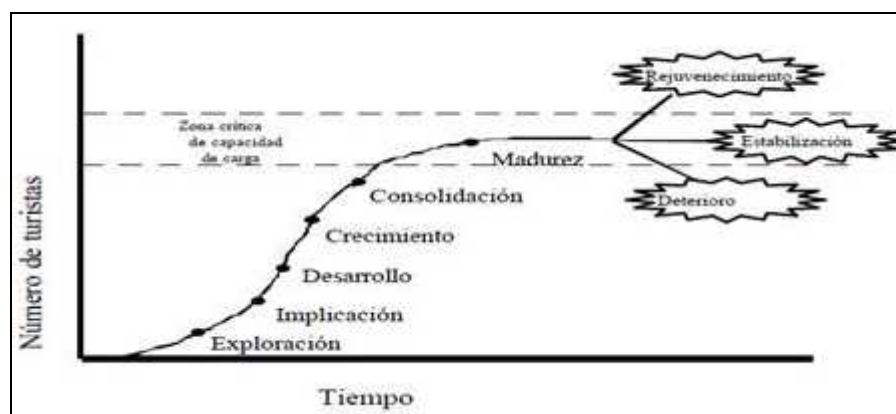 Rejuvenecimiento
Zona crítica
de capacidad
de carga
Estabilización
Madurez
Consolidación
Deterioro
Crecimiento
Desarrollo
Implicación
Exploración
Número de turistas
Tiempo